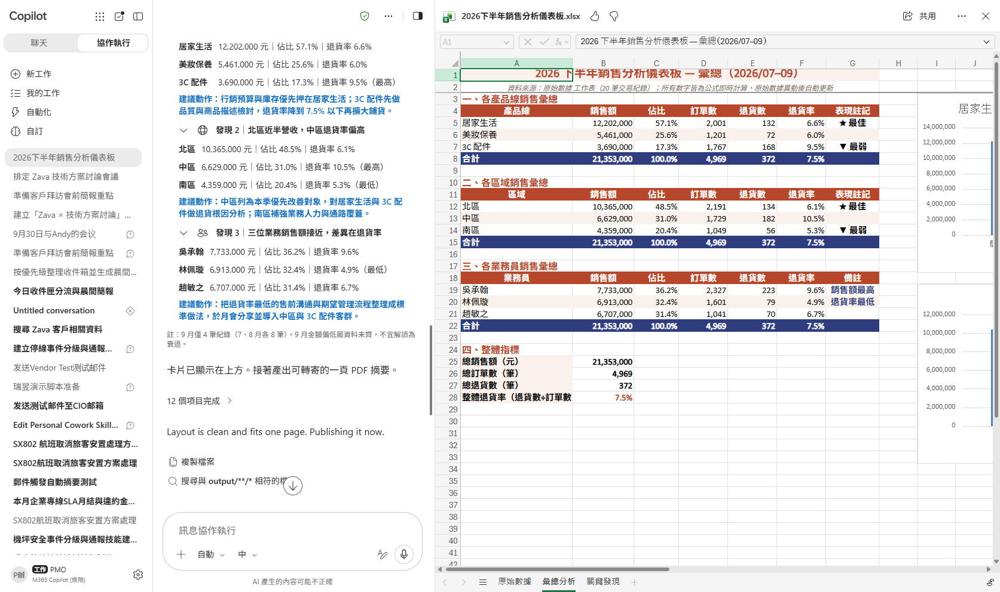 Copilot
聊天
協作執行
新工作
我的工作
自動化
自訂
2026下半年銷售分析儀表板
排定 Zava 技術方案討論會議
準備客戶拜訪會前簡報重點
建立「Zava × 技術方案討論」...
9月30日与Andy的会议
準備客戶拜訪會前簡報重點
按優先級整理收件箱並生成晨間...
今日收件匣分流與晨間簡報
Untitled conversation
搜尋 Zava 客戶相關資料
建立停線事件分級與通報...
发送Vendor Test测试邮件
瑞昱演示脚本准备
发送测试邮件至CIO邮箱
Edit Personal Cowork Skill...
SX802 航班取消旅客安置處理方...
SX802航班取消旅客安置方案處理
郵件觸發自動摘要測試
本月企業專線SLA月結與違約金...
SX802航班取消旅客安置方案處理
機坪安全事件分級與通報技能建...
P辦
工作 PMO
M365 Copilot (進階)
居家生活 12,202,000 元｜佔比 57.1%｜退貨率 6.6%
美妝保養 5,461,000 元｜佔比 25.6%｜退貨率 6.0%
3C 配件 3,690,000 元｜佔比 17.3%｜退貨率 9.5%（最高）
建議動作：行銷預算與庫存優先押在居家生活；3C 配件先做
品質與商品描述檢討，退貨率降到 7.5% 以下再擴大鋪貨。
發現 2｜北區近半營收，中區退貨率偏高
北區 10,365,000 元｜佔比 48.5%｜退貨率 6.1%
中區 6,629,000 元｜佔比 31.0%｜退貨率 10.5%（最高）
南區 4,359,000 元｜佔比 20.4%｜退貨率 5.3%（最低）
建議動作：中區列為本季優先改善對象，對居家生活與 3C 配
件做退貨根因分析；南區補強業務人力與通路覆蓋。
發現 3｜三位業務銷售額接近，差異在退貨率
吳承翰 7,733,000 元｜佔比 36.2%｜退貨率 9.6%
林佩璇 6,913,000 元｜佔比 32.4%｜退貨率 4.9%（最低）
趙敏之 6,707,000 元｜佔比 31.4%｜退貨率 6.7%
建議動作：把退貨率最低的售前溝通與期望管理流程整理成標
準做法，於月會分享並導入中區與 3C 配件客群。
註：9 月僅 4 筆紀錄（7、8 月各 8 筆），9 月金額偏低屬資料未齊，不宜解讀為
衰退。
卡片已顯示在上方。接著產出可轉寄的一頁 PDF 摘要。
12 個項目完成
Layout is clean and fits one page. Publishing it now.
複製檔案
搜尋與 output/**/* 相符的
訊息協作執行
自動
中
AI 產生的內容可能不正確
2026下半年銷售分析儀表板.xlsx
共用
A1
fx
2026 下半年銷售分析儀表板 — 彙總(2026/07–09)
A B C D E F G H I J
1 2026 下半年銷售分析儀表板 — 彙總（2026/07–09）
2 資料來源：原始數據 工作表（20 筆交易紀錄）；所有數字皆為公式即時計算，原始數據異動後自動更新
3 一、各產品線銷售彙總
4 產品線 銷售額 佔比 訂單數 退貨數 退貨率 表現註記
5 居家生活 12,202,000 57.1% 2,001 132 6.6% ★ 最佳
6 美妝保養 5,461,000 25.6% 1,201 72 6.0%
7 3C 配件 3,690,000 17.3% 1,767 168 9.5% ▼ 最弱
8 合計 21,353,000 100.0% 4,969 372 7.5%
9
10 二、各區域銷售彙總
11 區域 銷售額 佔比 訂單數 退貨數 退貨率 表現註記
12 北區 10,365,000 48.5% 2,191 134 6.1% ★ 最佳
13 中區 6,629,000 31.0% 1,729 182 10.5%
14 南區 4,359,000 20.4% 1,049 56 5.3% ▼ 最弱
15 合計 21,353,000 100.0% 4,969 372 7.5%
16
17 三、各業務員銷售彙總
18 業務員 銷售額 佔比 訂單數 退貨數 退貨率 備註
19 吳承翰 7,733,000 36.2% 2,327 223 9.6% 銷售額最高
20 林佩璇 6,913,000 32.4% 1,601 79 4.9% 退貨率最低
21 趙敏之 6,707,000 31.4% 1,041 70 6.7%
22 合計 21,353,000 100.0% 4,969 372 7.5%
23
24 四、整體指標
25 總銷售額（元） 21,353,000
26 總訂單數（筆） 4,969
27 總退貨數（筆） 372
28 整體退貨率（退貨數÷訂單數 7.5%
29
30
31
32
33
34
35
36
37
38
39
40
41
42
居家生
14,000,000
12,000,000
10,000,000
8,000,000
6,000,000
4,000,000
2,000,000
0
12,000,000
10,000,000
8,000,000
6,000,000
4,000,000
2,000,000
0
原始數據
彙總分析
關鍵發現